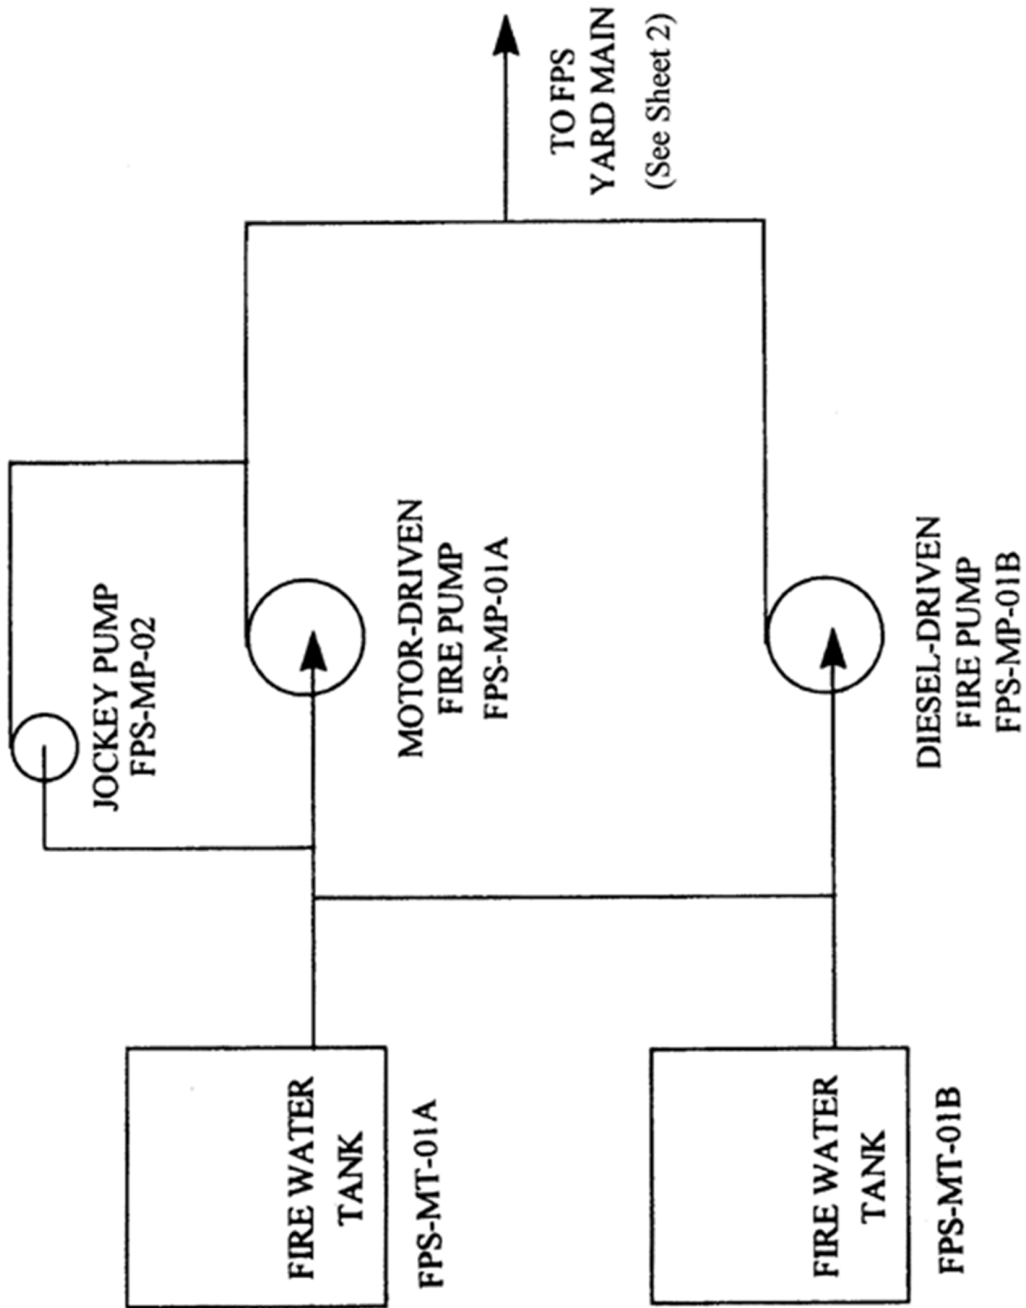 TO FPS
YARD MAIN
(See Sheet 2)
JOCKEY PUMP
FPS-MP-02
MOTOR-DRIVEN
FIRE PUMP
FPS-MP-01A
DIESEL-DRIVEN
FIRE PUMP
FPS-MP-01B
FIRE WATER
TANK
FPS-MT-01A
FIRE WATER
TANK
FPS-MT-01B